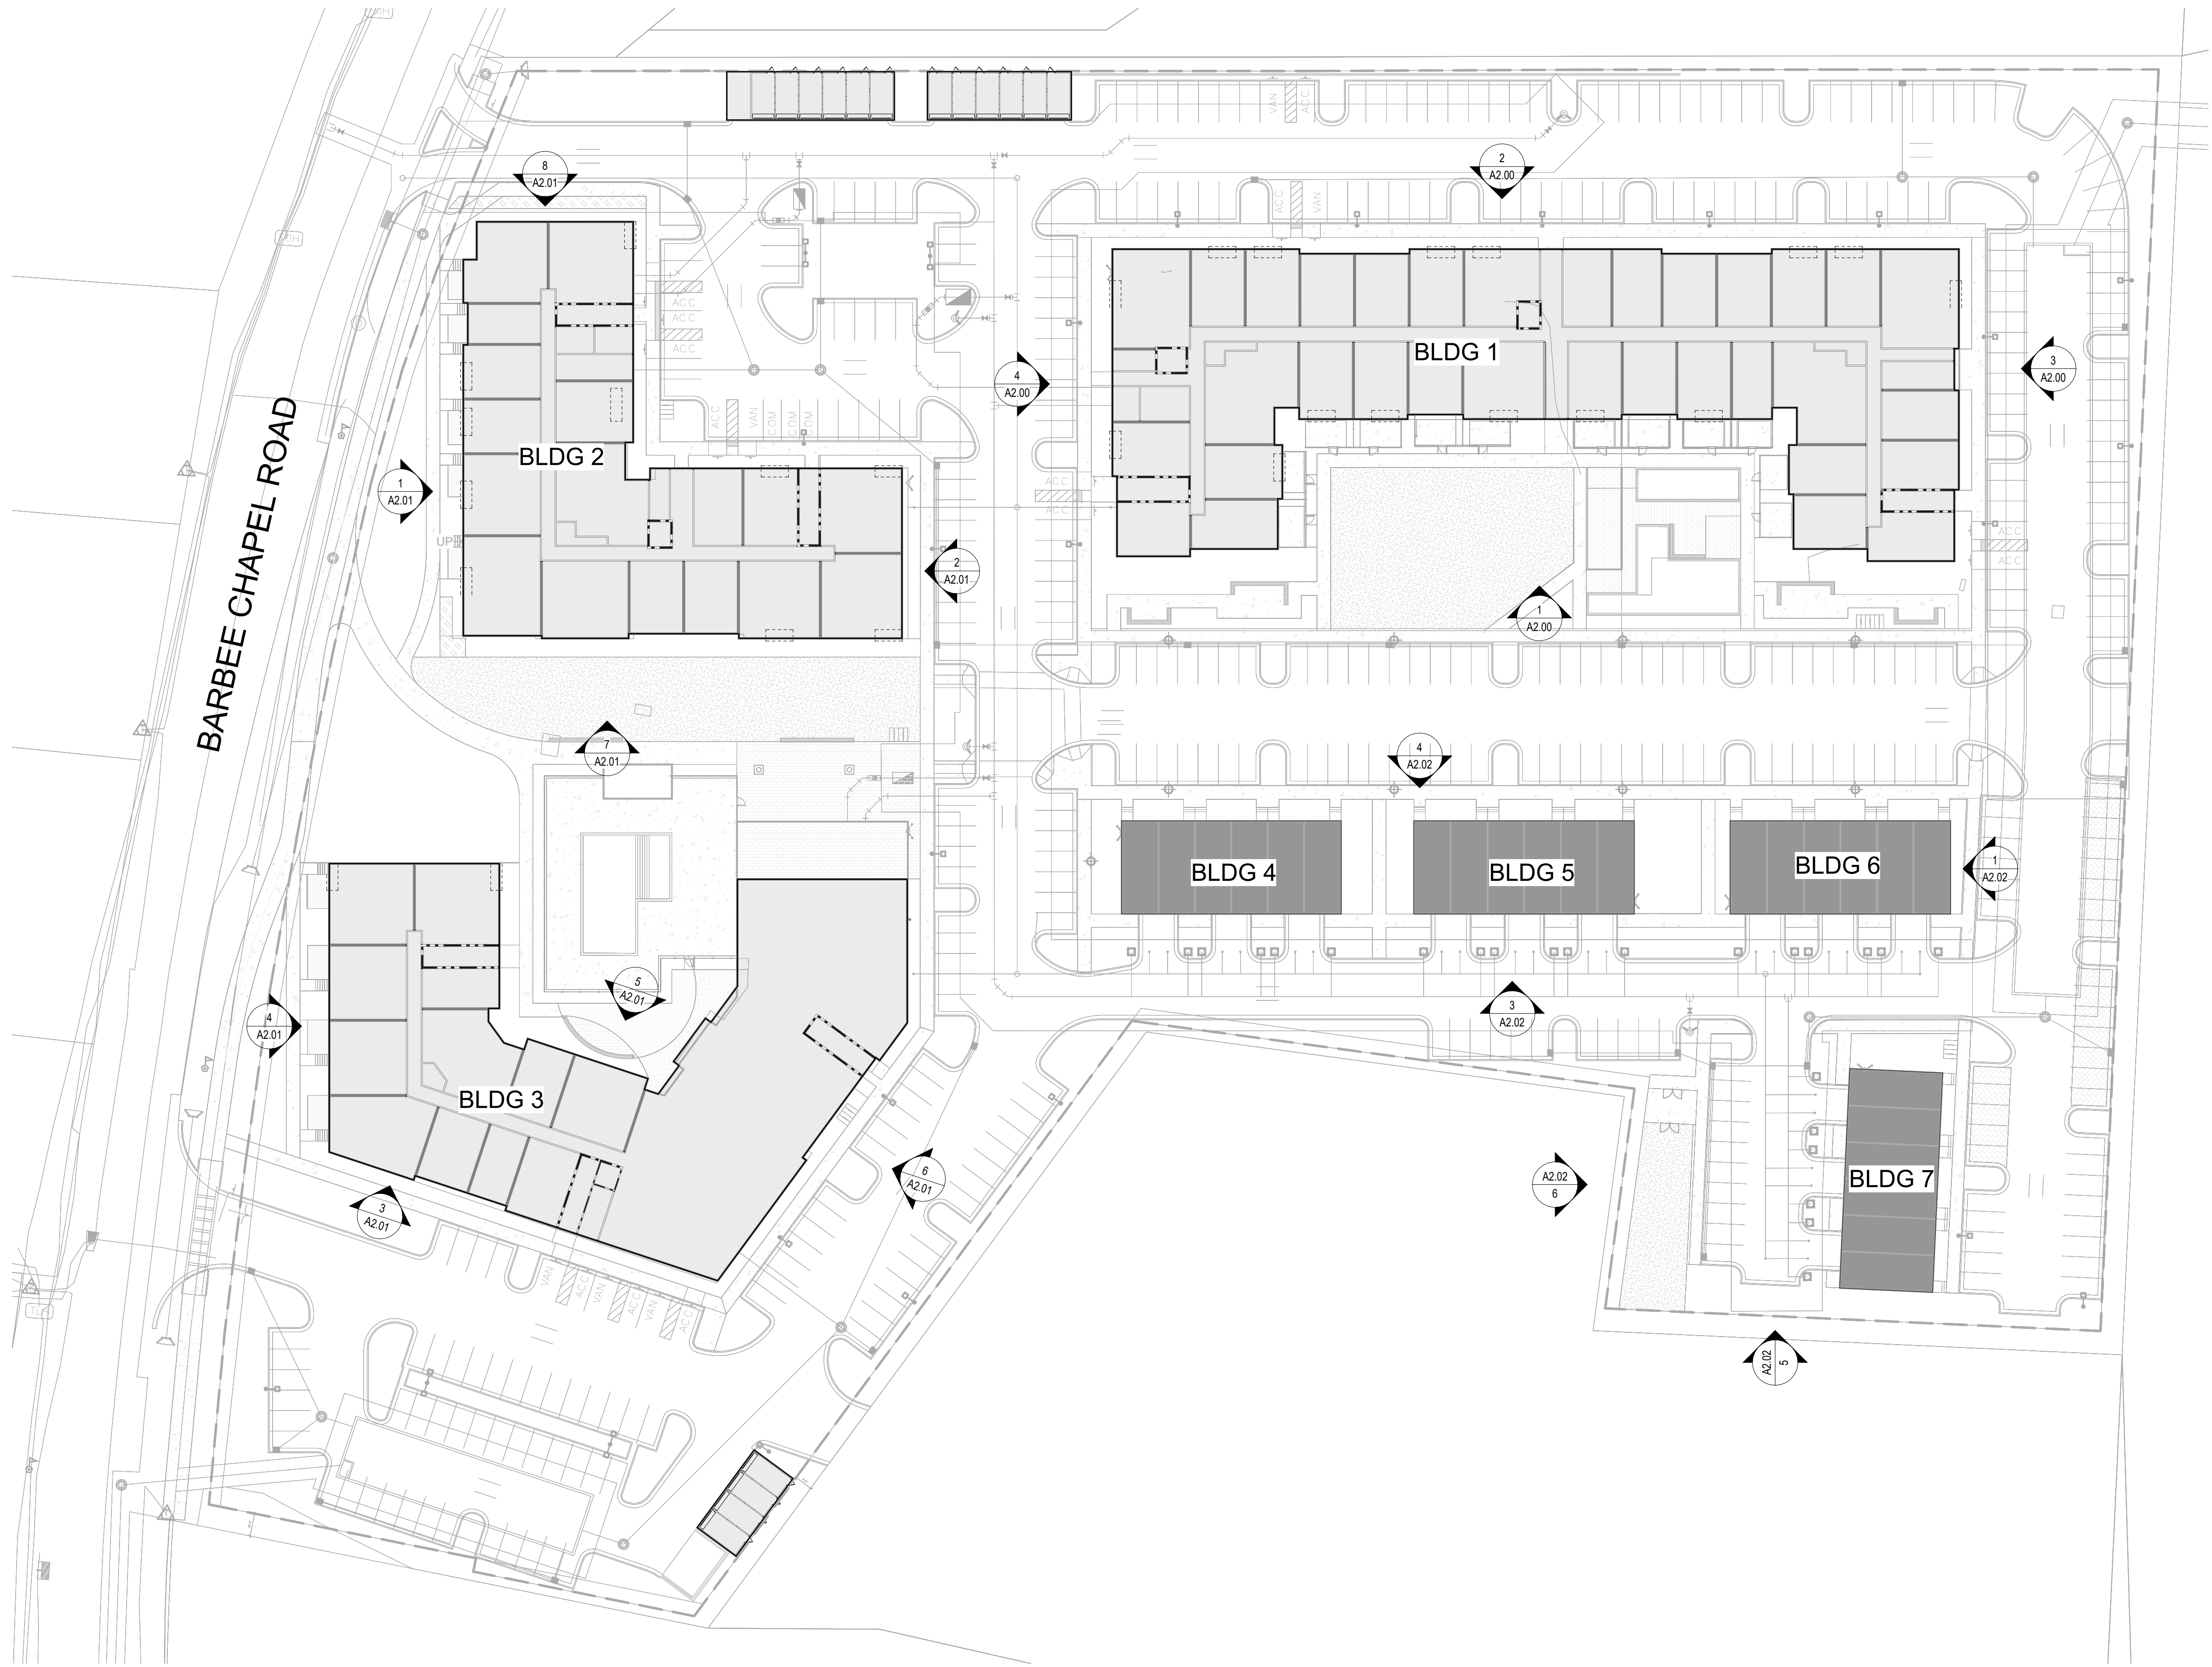 HDH
VAN
ACC
8
A2.01
2
A2.00
ACC
VAN
ACC
ACC
ACC
BLDG 1
3
A2.00
4
A2.00
BARBEE CHAPEL ROAD
ACC
VAN
COM
COM
COM
BLDG 2
1
A2.01
ACC
ACC
UP
ACC
ACC
2
A2.01
1
A2.00
7
A2.01
4
A2.02
BLDG 4
BLDG 5
BLDG 6
1
A2.02
5
A2.01
4
A2.01
3
A2.02
BLDG 3
6
A2.01
A2.02
6
BLDG 7
3
A2.01
VAN
ACC
VAN
ACC
VAN
ACC
A2.02
5